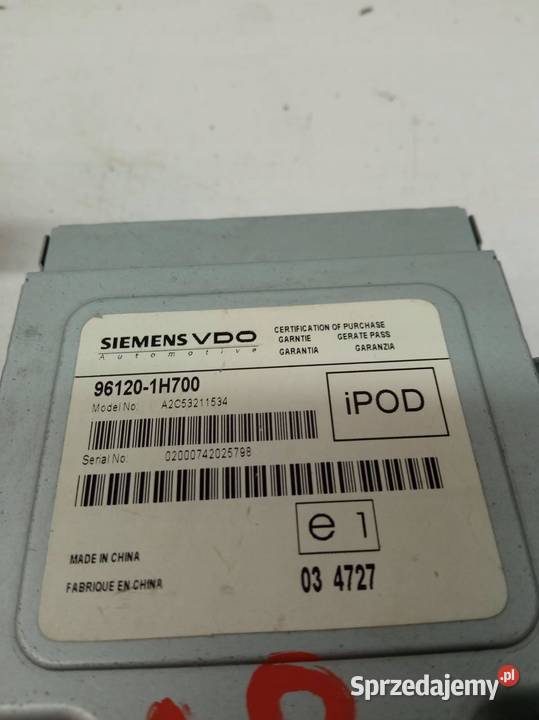 SIEMENS VDO
Automotive
CERTIFICATION OF PURCHASE
GARNTIE GERATE PASS
GARANTIA GARANZIA
96120-1H700
Model No: A2C53211534
iPOD
Serial No: 02000742025798
e 1
MADE IN CHINA
FABRIQUE EN CHINA
03 4727
Sprzedajemy.pl